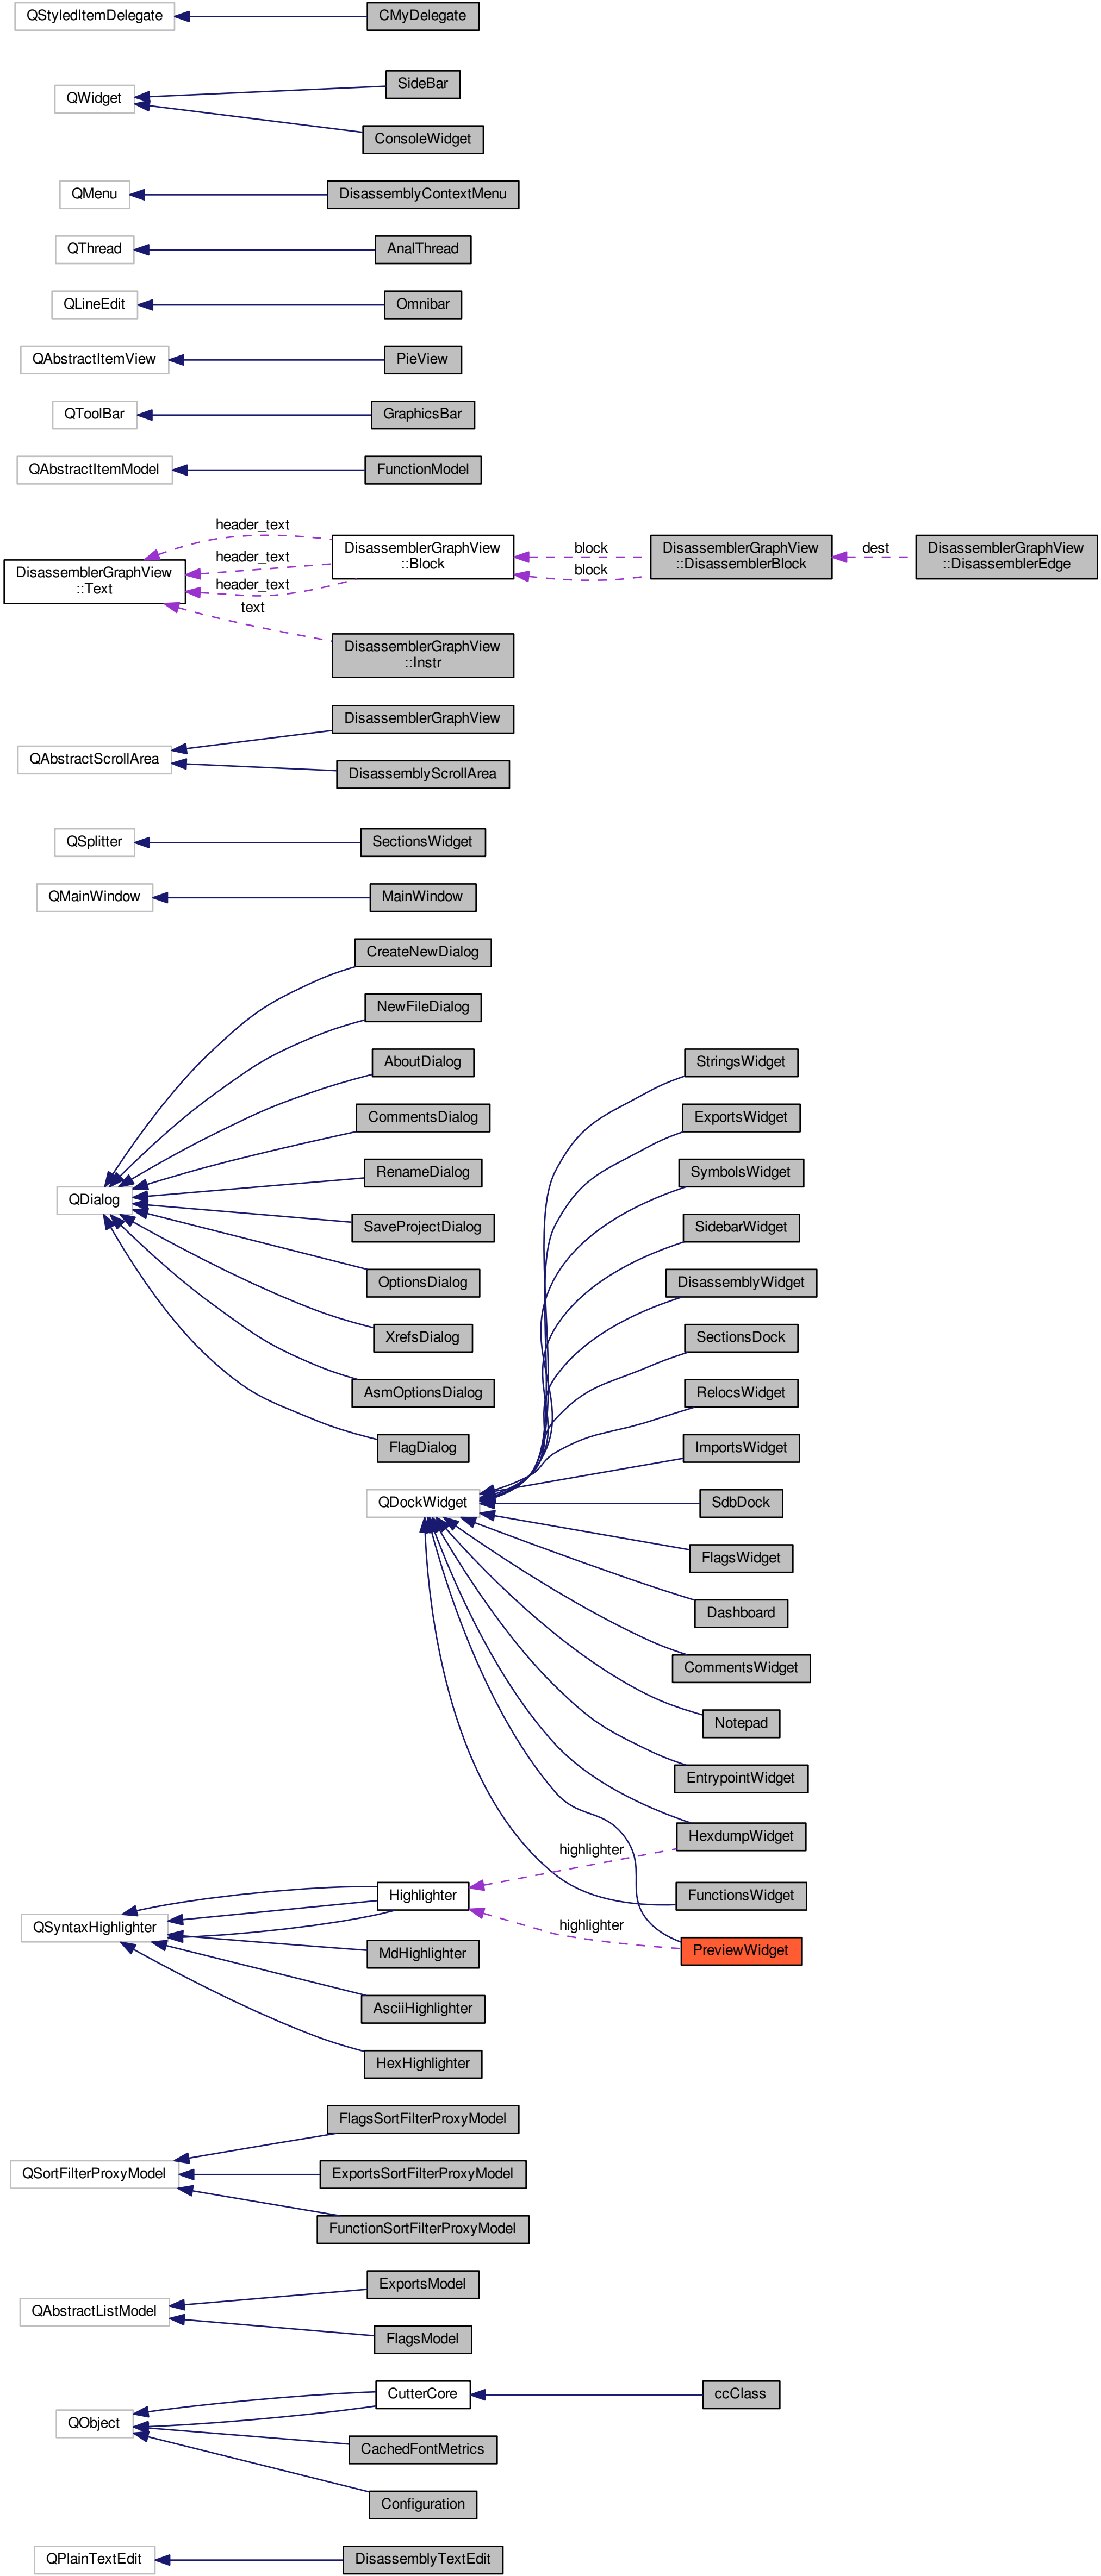 QStyledItemDelegate
CMyDelegate
QWidget
SideBar
ConsoleWidget
QMenu
DisassemblyContextMenu
QThread
AnalThread
QLineEdit
Omnibar
QAbstractItemView
PieView
QToolBar
GraphicsBar
QAbstractItemModel
FunctionModel
DisassemblerGraphView
::Text
header_text
header_text
header_text
text
DisassemblerGraphView
::Block
block
block
DisassemblerGraphView
::DisassemblerBlock
dest
DisassemblerGraphView
::DisassemblerEdge
DisassemblerGraphView
::Instr
QAbstractScrollArea
DisassemblerGraphView
DisassemblyScrollArea
QSplitter
SectionsWidget
QMainWindow
MainWindow
QDialog
CreateNewDialog
NewFileDialog
AboutDialog
CommentsDialog
RenameDialog
SaveProjectDialog
OptionsDialog
XrefsDialog
AsmOptionsDialog
FlagDialog
QDockWidget
StringsWidget
ExportsWidget
SymbolsWidget
SidebarWidget
DisassemblyWidget
SectionsDock
RelocsWidget
ImportsWidget
SdbDock
FlagsWidget
Dashboard
CommentsWidget
Notepad
EntrypointWidget
HexdumpWidget
FunctionsWidget
PreviewWidget
highlighter
highlighter
QSyntaxHighlighter
Highlighter
MdHighlighter
AsciiHighlighter
HexHighlighter
QSortFilterProxyModel
FlagsSortFilterProxyModel
ExportsSortFilterProxyModel
FunctionSortFilterProxyModel
QAbstractListModel
ExportsModel
FlagsModel
QObject
CutterCore
ccClass
CachedFontMetrics
Configuration
QPlainTextEdit
DisassemblyTextEdit